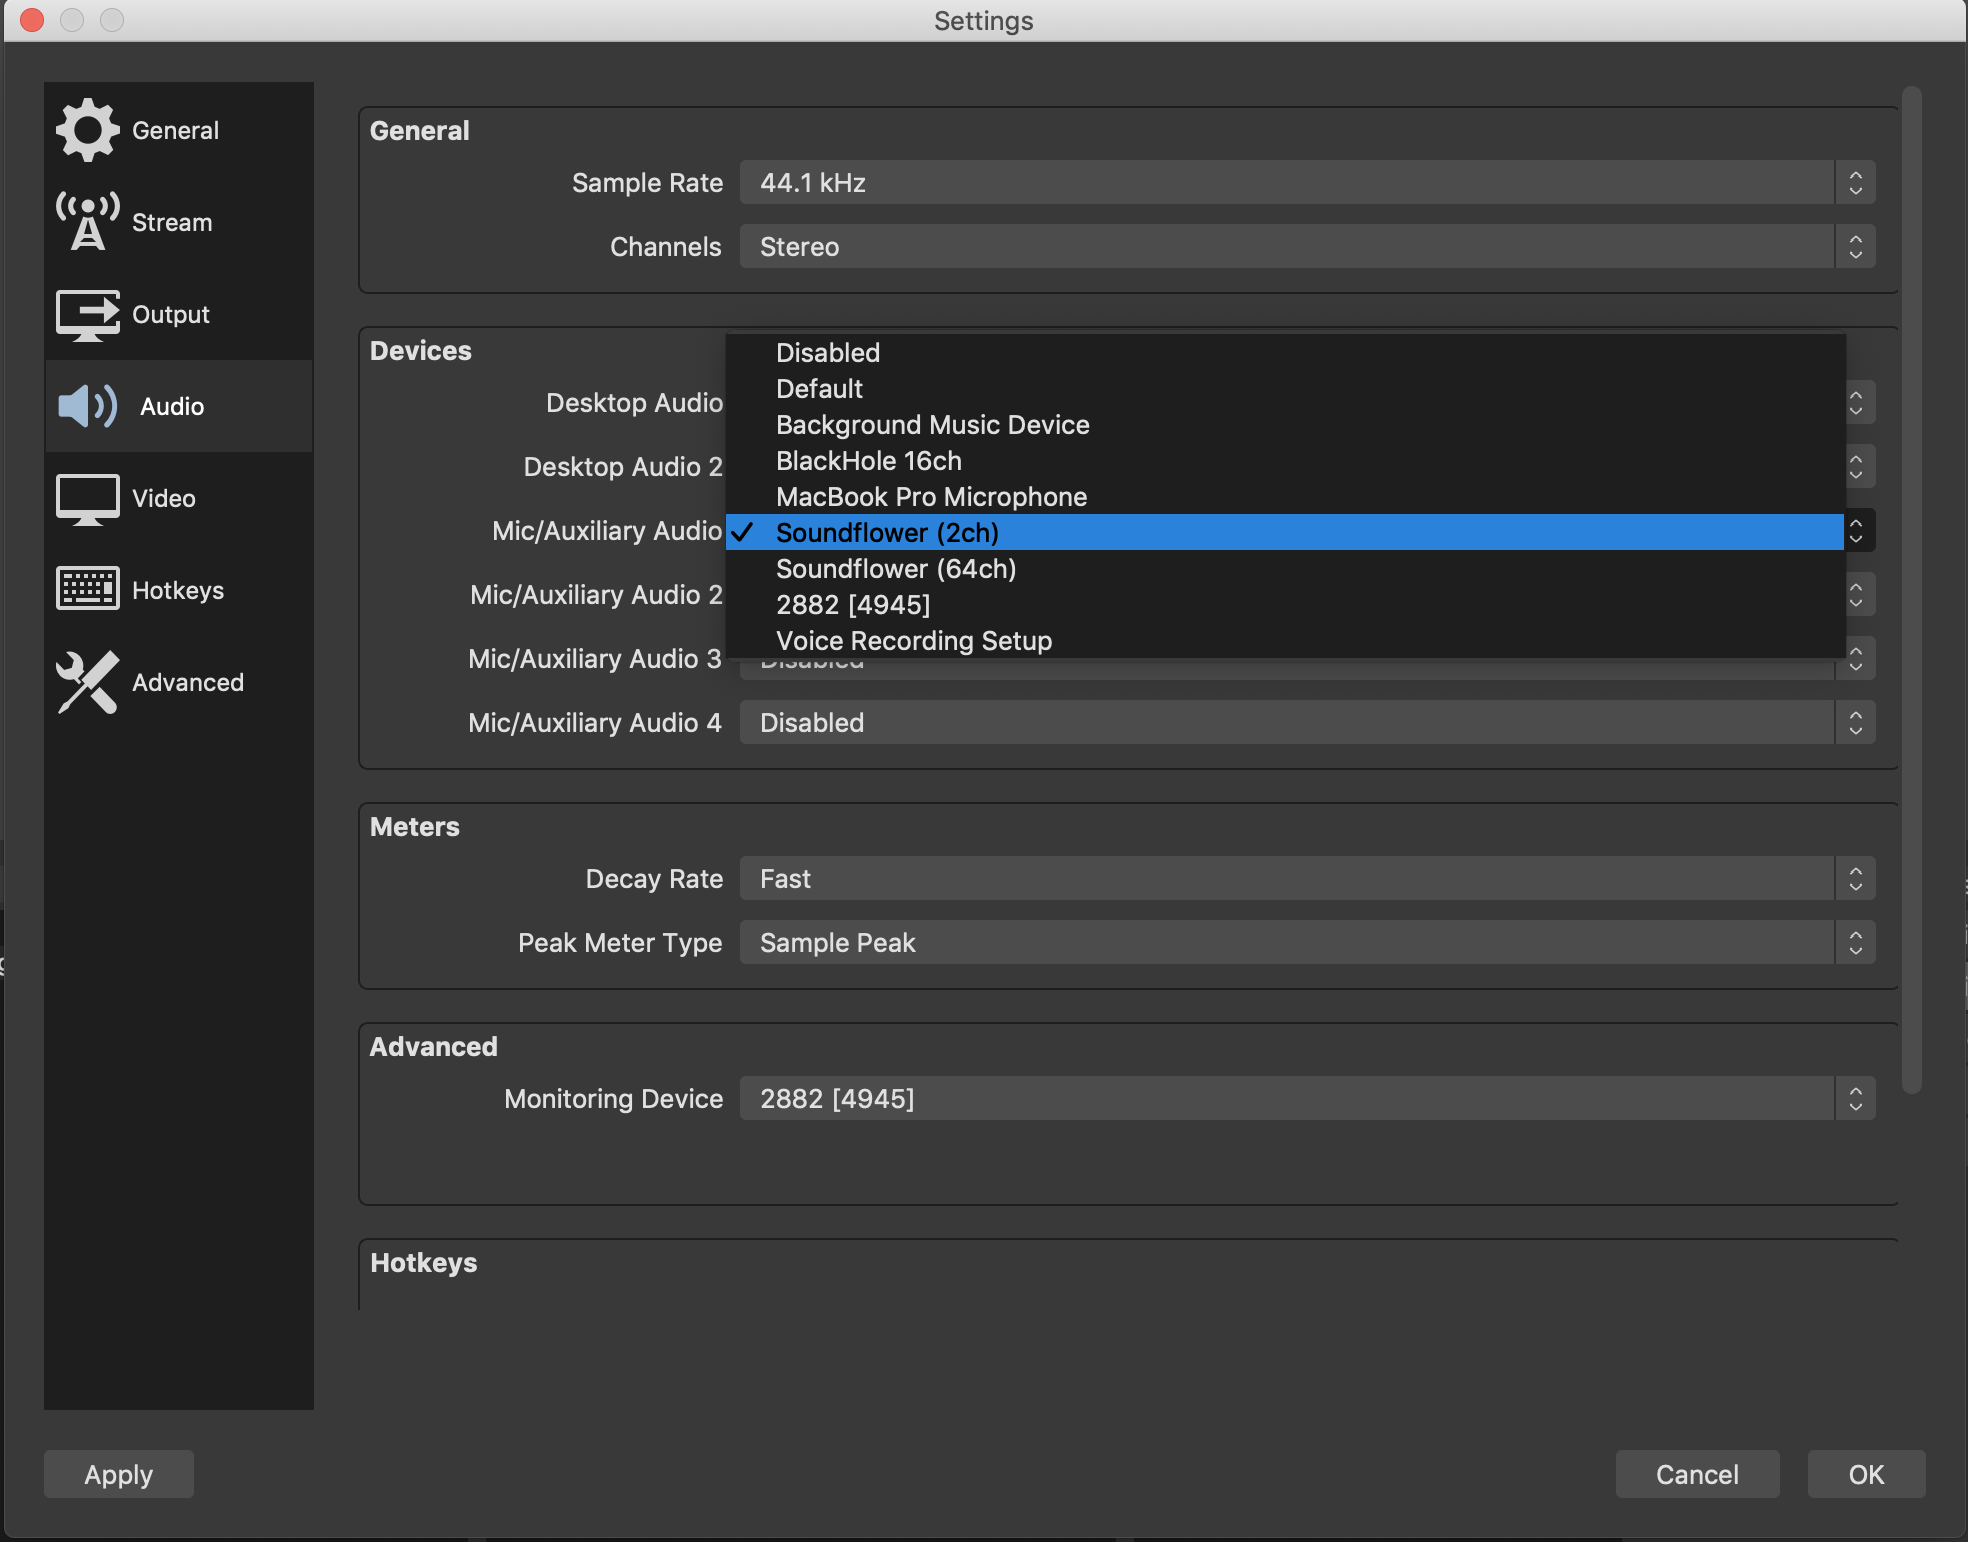 Settings
General
Stream
Output
Audio
Video
Hotkeys
Advanced
General
Sample Rate 44.1 kHz
Channels Stereo
Devices
Desktop Audio
Desktop Audio 2
Mic/Auxiliary Audio
Mic/Auxiliary Audio 2
Mic/Auxiliary Audio 3 Disabled
Mic/Auxiliary Audio 4 Disabled
Disabled
Default
Background Music Device
BlackHole 16ch
MacBook Pro Microphone
✓ Soundflower (2ch)
Soundflower (64ch)
2882 [4945]
Voice Recording Setup
Meters
Decay Rate Fast
Peak Meter Type Sample Peak
Advanced
Monitoring Device 2882 [4945]
Hotkeys
Apply
Cancel
OK